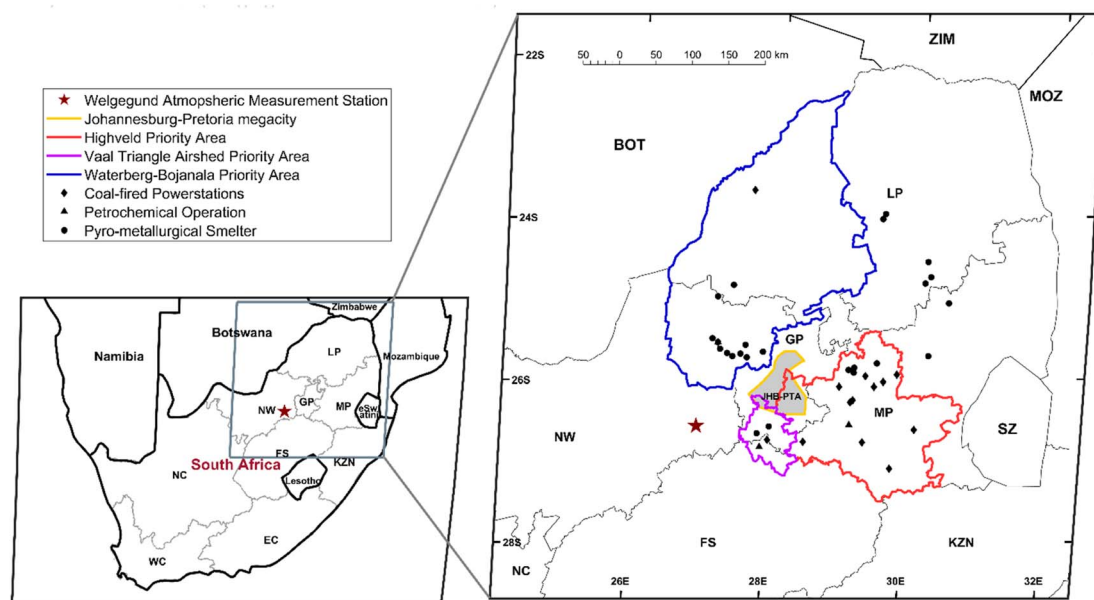 Welgegund Atmopsheric Measurement Station
Johannesburg-Pretoria megacity
Highveld Priority Area
Vaal Triangle Airshed Priority Area
Waterberg-Bojanala Priority Area
Coal-fired Powerstations
Petrochemical Operation
Pyro-metallurgical Smelter
Zimbabwe
Botswana
Namibia
LP
Mozambique
GP
NW
MP
eSw
atini
FS
South Africa
KZN
NC
Lesotho
EC
WC
22S
50 0 50 100 150 200 km
ZIM
MOZ
BOT
LP
24S
GP
26S
JHB-PTA
MP
NW
SZ
28S
FS
KZN
NC
26E
28E
30E
32E